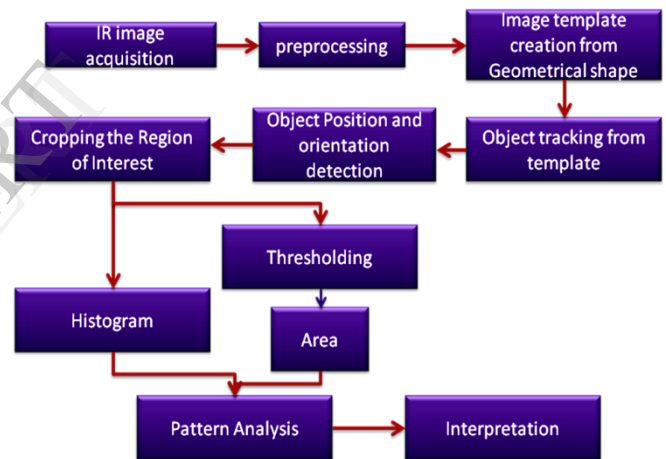 IR image
acquisition
preprocessing
Image template
creation from
Geometrical shape
Object tracking from
template
Object Position and
orientation
detection
Cropping the Region
of Interest
Thresholding
Histogram
Area
Pattern Analysis
Interpretation